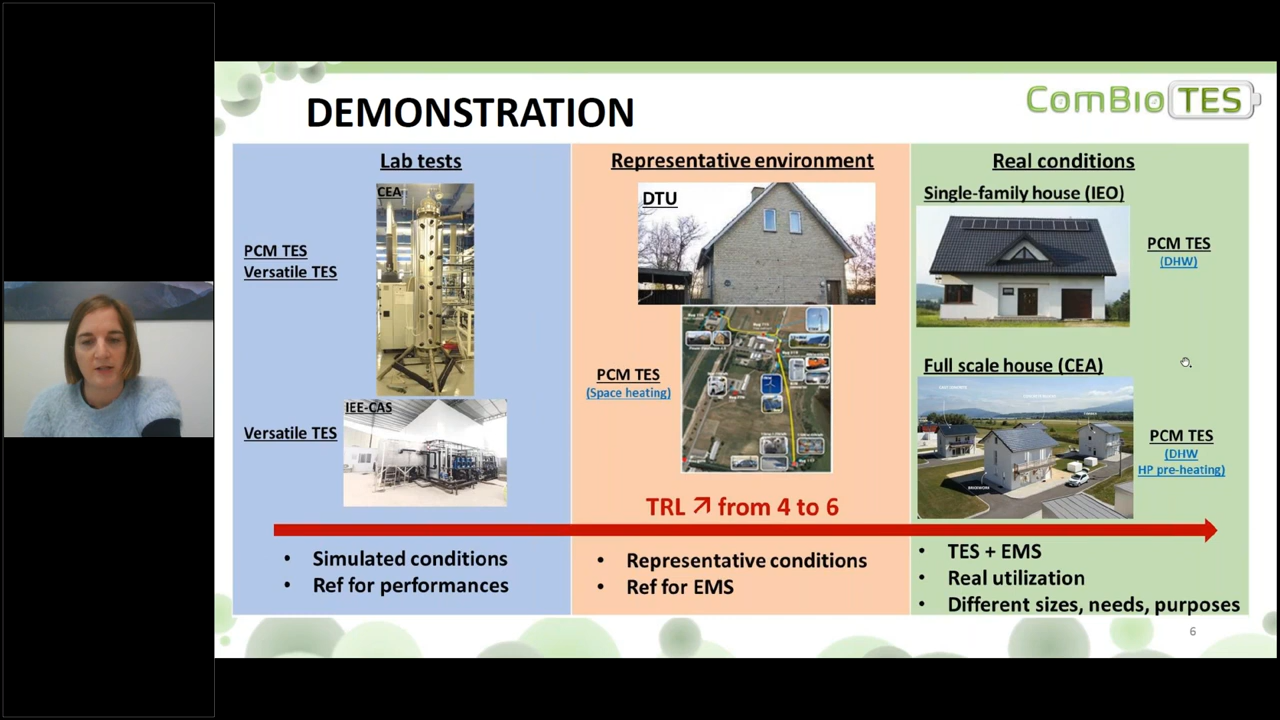 DEMONSTRATION
ComBioTES
Lab tests
CEA
PCM TES
Versatile TES
IEE-CAS
Versatile TES
Representative environment
DTU
PCM TES
(Space heating)
TRL ↗ from 4 to 6
Real conditions
Single-family house (IEO)
PCM TES
(DHW)
Full scale house (CEA)
PCM TES
(DHW
HP pre-heating)
• Simulated conditions
• Ref for performances
• Representative conditions
• Ref for EMS
• TES + EMS
• Real utilization
• Different sizes, needs, purposes
6